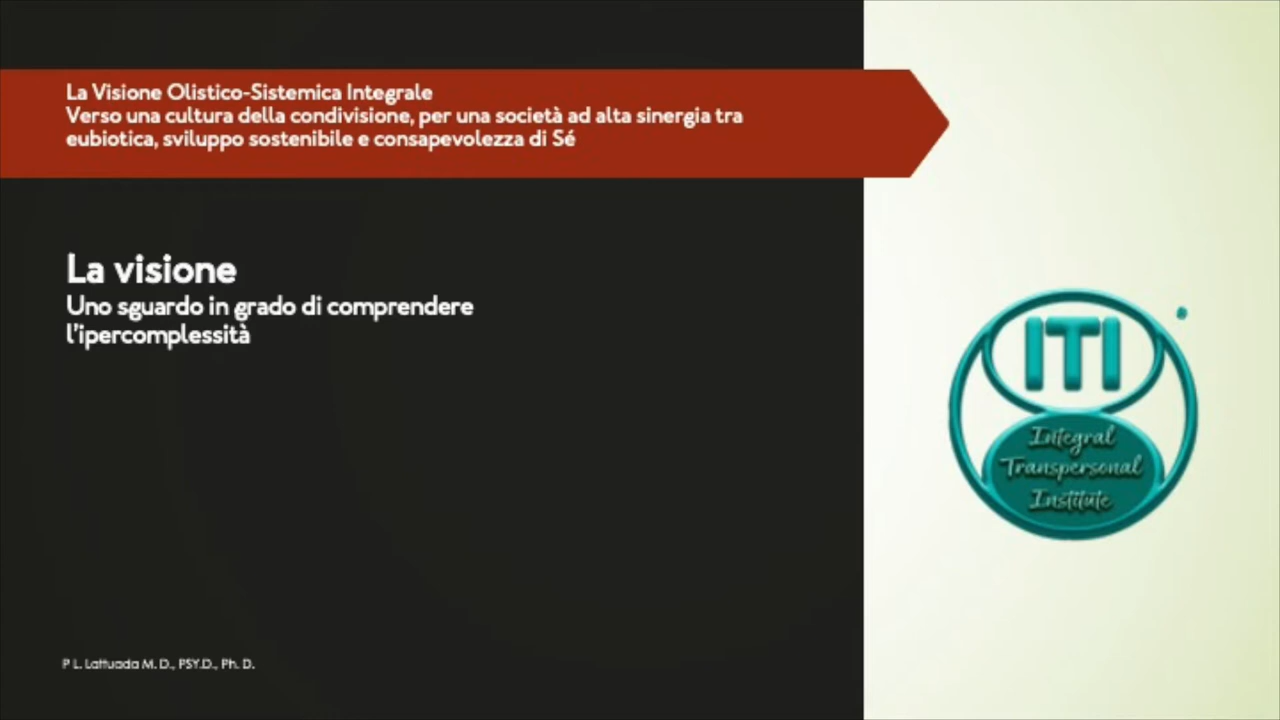 La Visione Olistico-Sistemica Integrale
Verso una cultura della condivisione, per una società ad alta sinergia tra
eubiotica, sviluppo sostenibile e consapevolezza di Sé
La visione
Uno sguardo in grado di comprendere
l'ipercomplessità
ITI
Integral
Transpersonal
Institute
P L. Lattuada M. D., PSY.D., Ph. D.